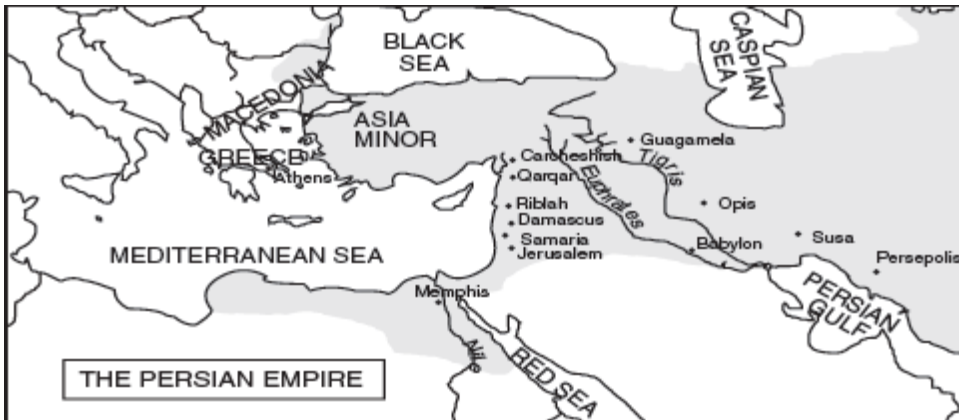 BLACK
SEA
CASPIAN
SEA
MACEDONIA
ASIA
MINOR
GREECE
Athens
Guagamela
Tigris
Carcheshish
Qarqar
Euhrates
Riblah
Opis
Damascus
Samaria
Jerusalem
Babylon
Susa
Persepolis
MEDITERRANEAN SEA
Memphis
PERSIAN
GULF
Nile
RED SEA
THE PERSIAN EMPIRE